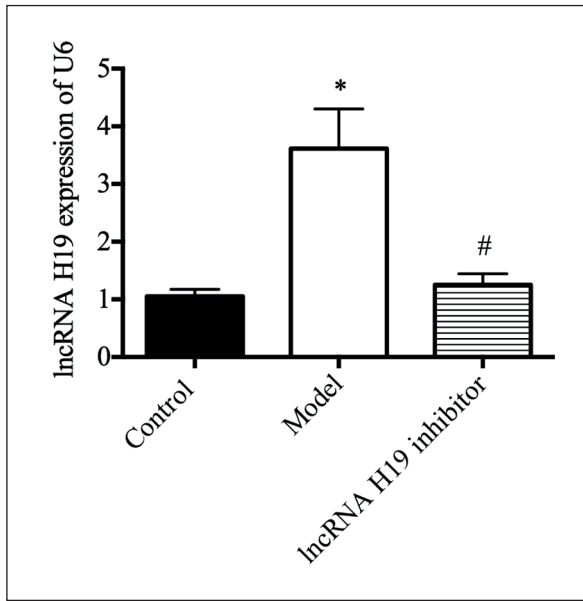 lncRNA H19 expression of U6
5
4
3
2
1
0
*
#
Control
Model
lncRNA H19 inhibitor